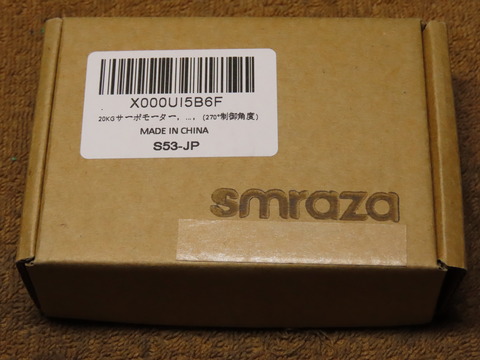 X000UI5B6F
20KGサーボモーター, ..., (270°制御角度)
MADE IN CHINA
S53-JP
smraza